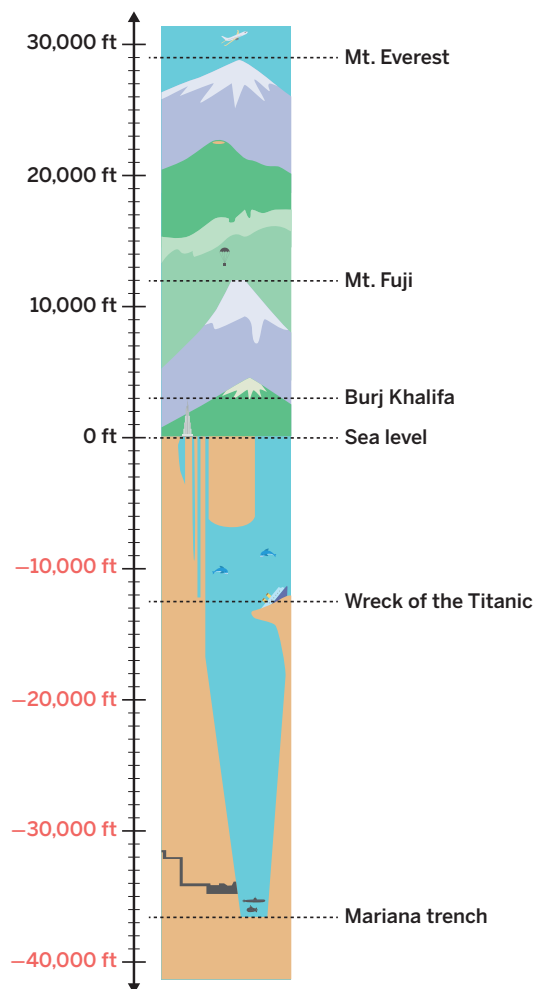 30,000 ft
Mt. Everest
20,000 ft
Mt. Fuji
10,000 ft
Burj Khalifa
0 ft
Sea level
–10,000 ft
Wreck of the Titanic
–20,000 ft
–30,000 ft
Mariana trench
–40,000 ft